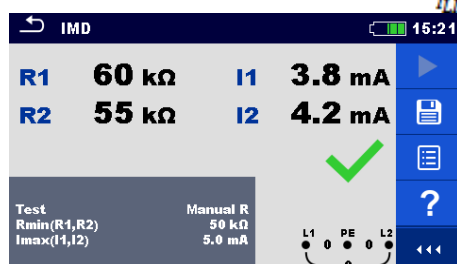 IMD 15:21
R1 60 kΩ I1 3.8 mA
R2 55 kΩ I2 4.2 mA
?
Test Manual R
Rmin(R1,R2) 50 kΩ
Imax(I1,I2) 5.0 mA
L1 PE L2
0 0
0